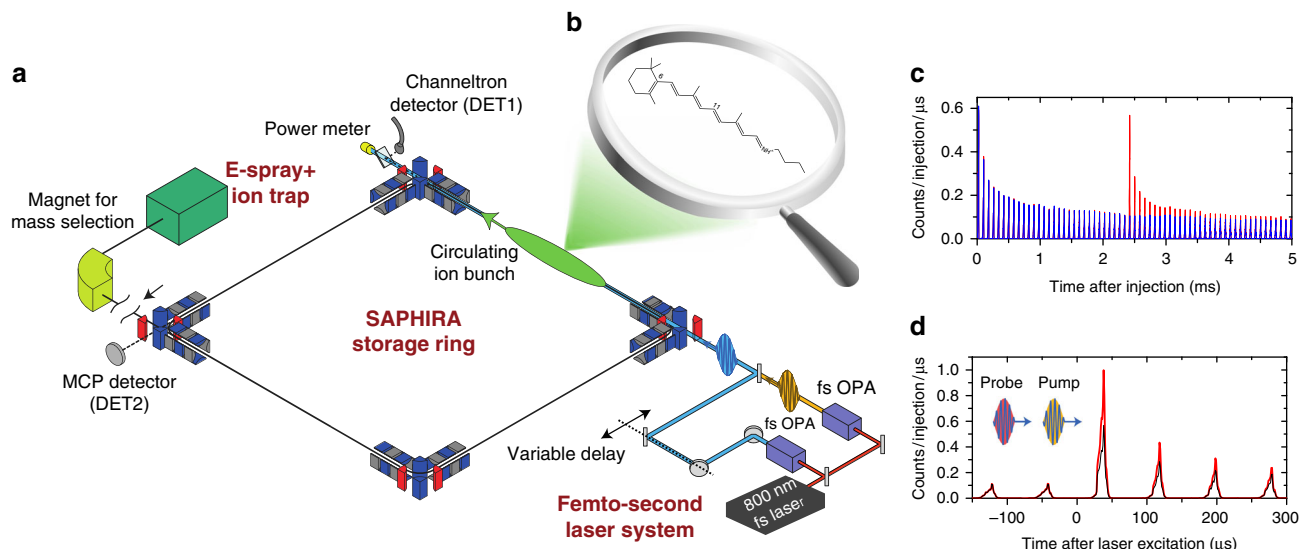 a
Channeltron
detector (DET1)
Power meter
E-spray+
ion trap
Magnet for
mass selection
Circulating
ion bunch
SAPHIRA
storage ring
MCP detector
(DET2)
fs OPA
fs OPA
Variable delay
Femto-second
laser system
800 nm
fs laser
b
6
11
NH+
c
0.6
0.4
0.2
0.0
Counts/injection/µs
0 1 2 3 4 5
Time after injection (ms)
d
1.0
0.8
0.6
0.4
0.2
0.0
Counts/injection/µs
Probe Pump
−100 0 100 200 300
Time after laser excitation (µs)